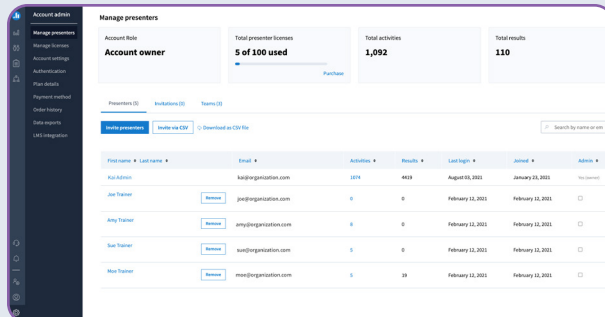 Account admin
Manage presenters
Manage licenses
Account settings
Authentication
Plan details
Payment method
Order history
Data exports
LMS integration
Manage presenters
Account Role
Account owner
Total presenter licenses
5 of 100 used
Purchase
Total activities
1,092
Total results
110
Presenters (5) Invitations (0) Teams (3)
Invite presenters Invite via CSV Download as CSV file
Search by name or em
First name Last name Email Activities Results Last login Joined Admin
Kai Admin kai@organization.com 1074 4419 August 03, 2021 January 23, 2021
Joe Trainer Remove joe@organization.com 0 0 February 12, 2021 February 12, 2021
Amy Trainer Remove amy@organization.com 0 February 12, 2021 February 12, 2021
Sue Trainer Remove sue@organization.com 5 0 February 12, 2021 February 12, 2021
Moe Trainer Remove moe@organization.com 5 19 February 12, 2021 February 12, 2021